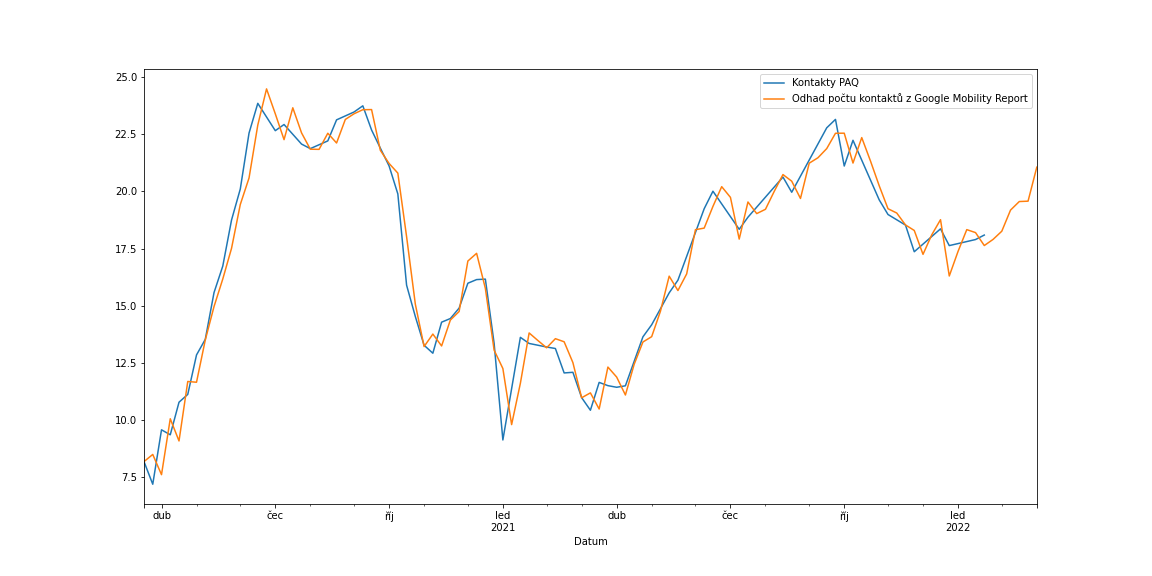 25.0
22.5
20.0
17.5
15.0
12.5
10.0
7.5
Kontakty PAQ
Odhad počtu kontaktů z Google Mobility Report
dub čec říj led dub čec říj led
2021 2022
Datum